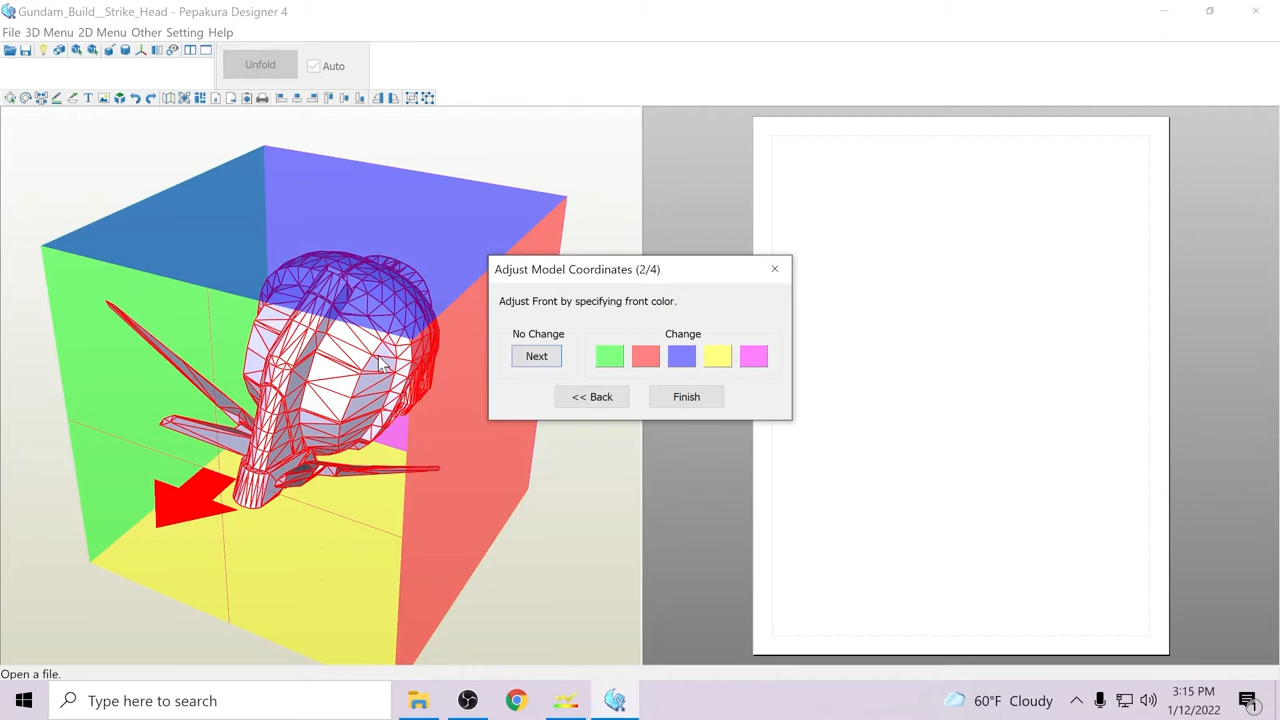 Gundam_Build__Strike_Head - Pepakura Designer 4
File 3D Menu 2D Menu Other Setting Help
Unfold
Auto
Adjust Model Coordinates (2/4)
Adjust Front by specifying front color.
No Change
Change
Next
<< Back
Finish
Open a file.
Type here to search
60°F Cloudy
3:15 PM
1/12/2022
1